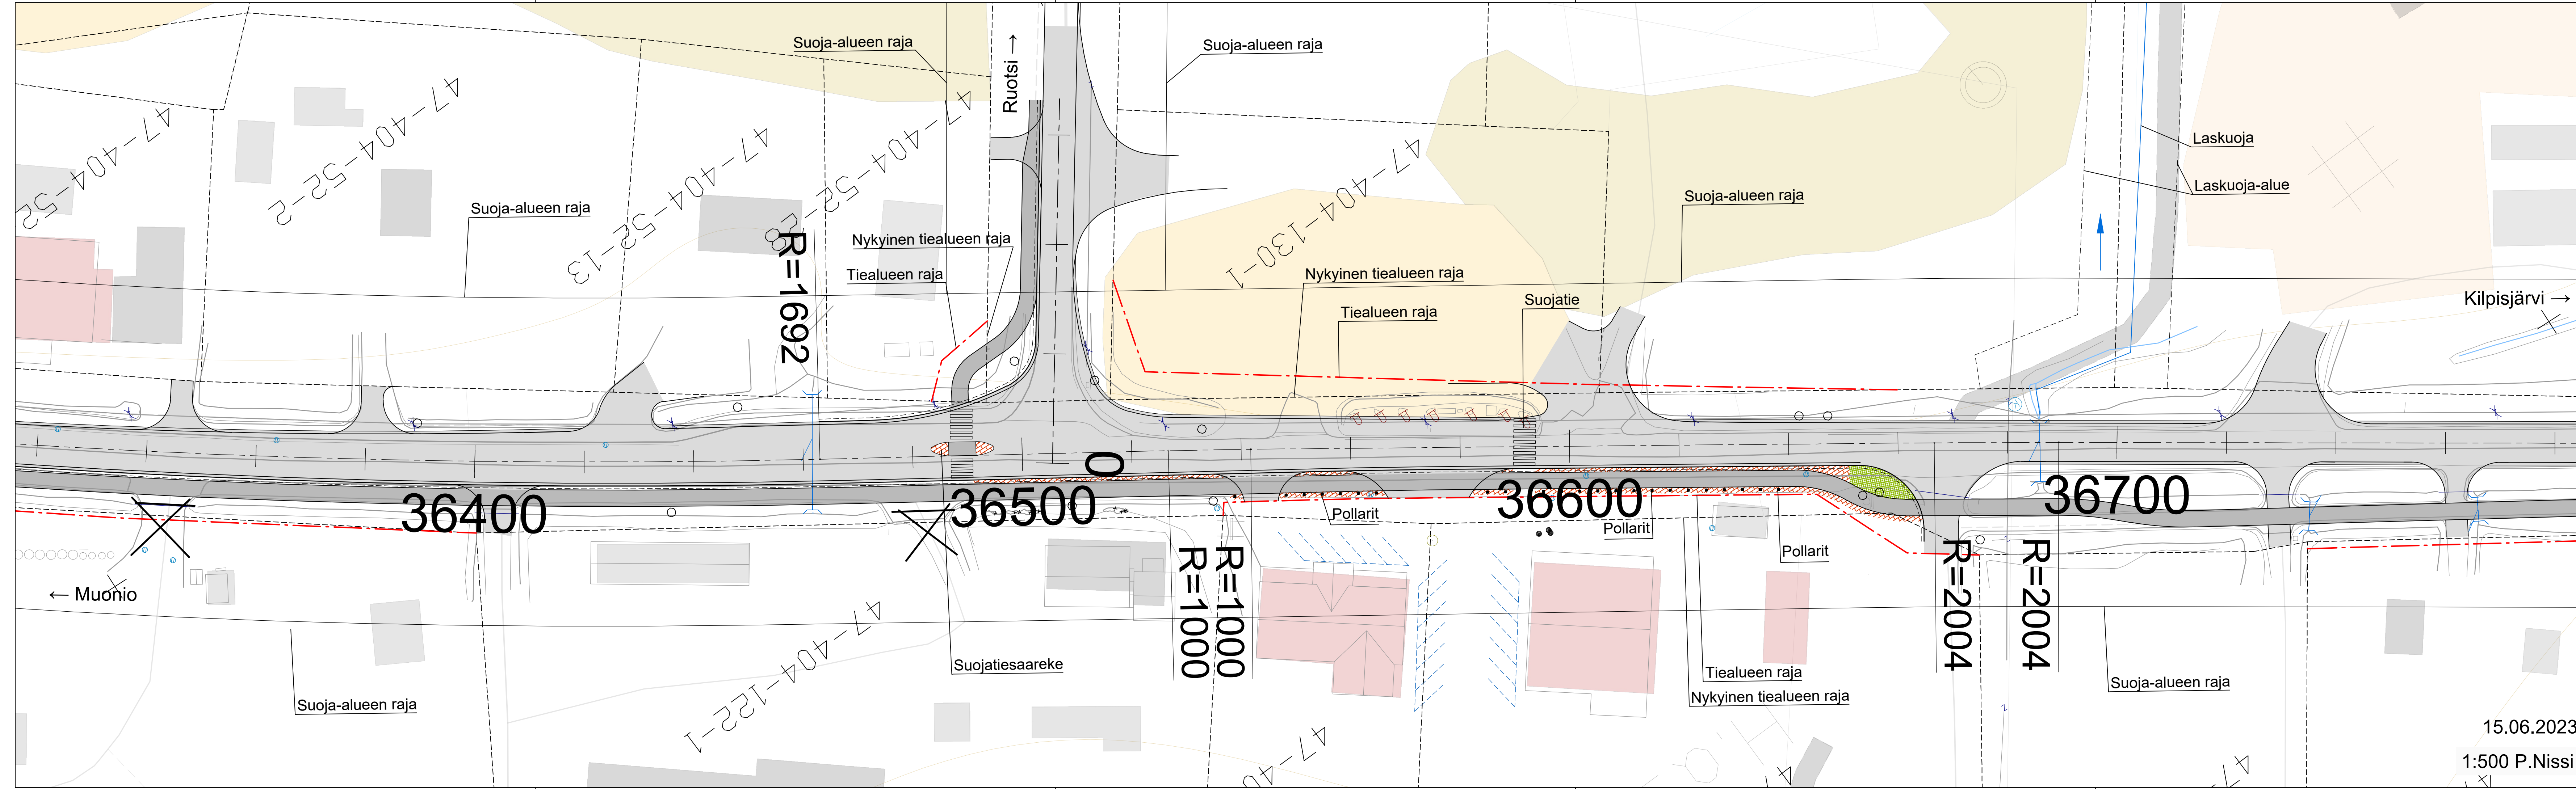 Suoja-alueen raja
Ruotsi →
Suoja-alueen raja
47-404-52-2
47-404-53-13
47-404-52-
47-404-130-1
Laskuoja
Laskuoja-alue
Suoja-alueen raja
Suoja-alueen raja
Nykyinen tiealueen raja
Tiealueen raja
R=1692
Nykyinen tiealueen raja
Tiealueen raja
Suojatie
Kilpisjärvi →
0
36400
36500
36600
36700
Pollarit
Pollarit
Pollarit
R=1000
R=1000
R=2004
R=2004
← Muonio
47-404-122-1
Suojatiesaareke
Tiealueen raja
Nykyinen tiealueen raja
Suoja-alueen raja
Suoja-alueen raja
15.06.2023
1:500 P.Nissi